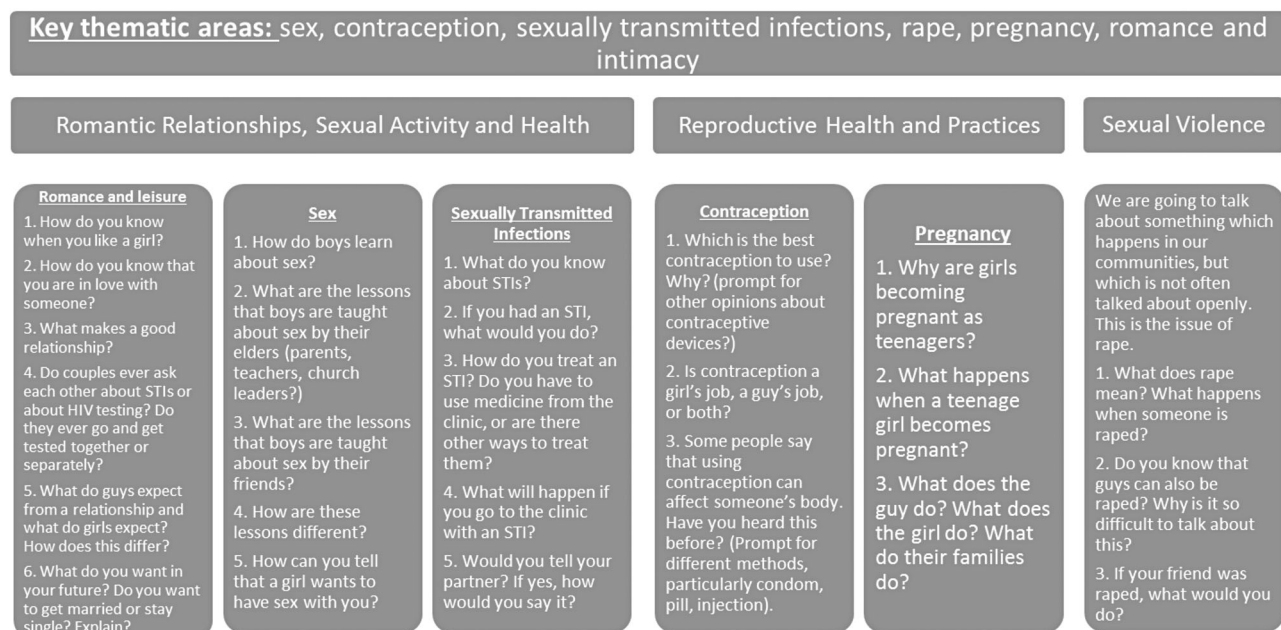 Key thematic areas: sex, contraception, sexually transmitted infections, rape, pregnancy, romance and
intimacy
Romantic Relationships, Sexual Activity and Health
Reproductive Health and Practices
Sexual Violence
Romance and leisure
1. How do you know
when you like a girl?
2. How do you know that
you are in love with
someone?
3. What makes a good
relationship?
4. Do couples ever ask
each other about STIs or
about HIV testing? Do
they ever go and get
tested together or
separately?
5. What do guys expect
from a relationship and
what do girls expect?
How does this differ?
6. What do you want in
your future? Do you want
to get married or stay
single? Explain?
Sex
1. How do boys learn
about sex?
2. What are the lessons
that boys are taught
about sex by their
elders (parents,
teachers, church
leaders?)
3. What are the lessons
that boys are taught
about sex by their
friends?
4. How are these
lessons different?
5. How can you tell
that a girl wants to
have sex with you?
Sexually Transmitted
Infections
1. What do you know
about STIs?
2. If you had an STI,
what would you do?
3. How do you treat an
STI? Do you have to
use medicine from the
clinic, or are there
other ways to treat
them?
4. What will happen if
you go to the clinic
with an STI?
5. Would you tell your
partner? If yes, how
would you say it?
Contraception
1. Which is the best
contraception to use?
Why? (prompt for
other opinions about
contraceptive
devices?)
2. Is contraception a
girl's job, a guy's job,
or both?
3. Some people say
that using
contraception can
affect someone's body.
Have you heard this
before? (Prompt for
different methods,
particularly condom,
pill, injection).
Pregnancy
1. Why are girls
becoming
pregnant as
teenagers?
2. What happens
when a teenage
girl becomes
pregnant?
3. What does the
guy do? What does
the girl do? What
do their families
do?
We are going to talk
about something which
happens in our
communities, but
which is not often
talked about openly.
This is the issue of
rape.
1. What does rape
mean? What happens
when someone is
raped?
2. Do you know that
guys can also be
raped? Why is it so
difficult to talk about
this?
3. If your friend was
raped, what would you
do?